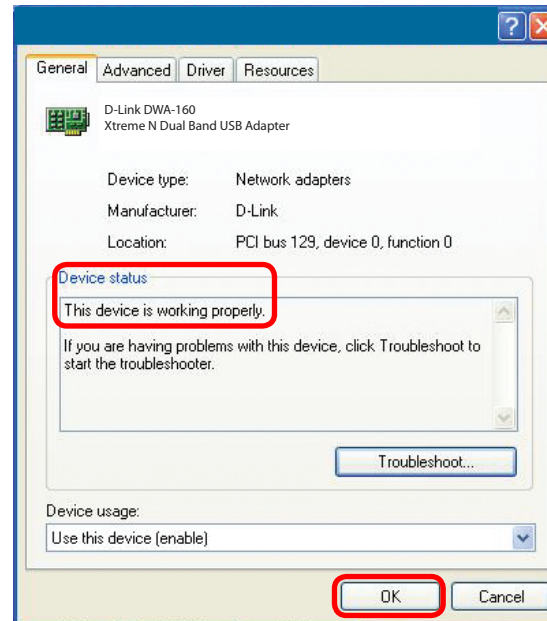 ?
General Advanced Driver Resources
D-Link DWA-160
Xtreme N Dual Band USB Adapter
Device type: Network adapters
Manufacturer: D-Link
Location: PCI bus 129, device 0, function 0
Device status
This device is working properly.
If you are having problems with this device, click Troubleshoot to
start the troubleshooter.
Troubleshoot...
Device usage:
Use this device (enable)
OK Cancel